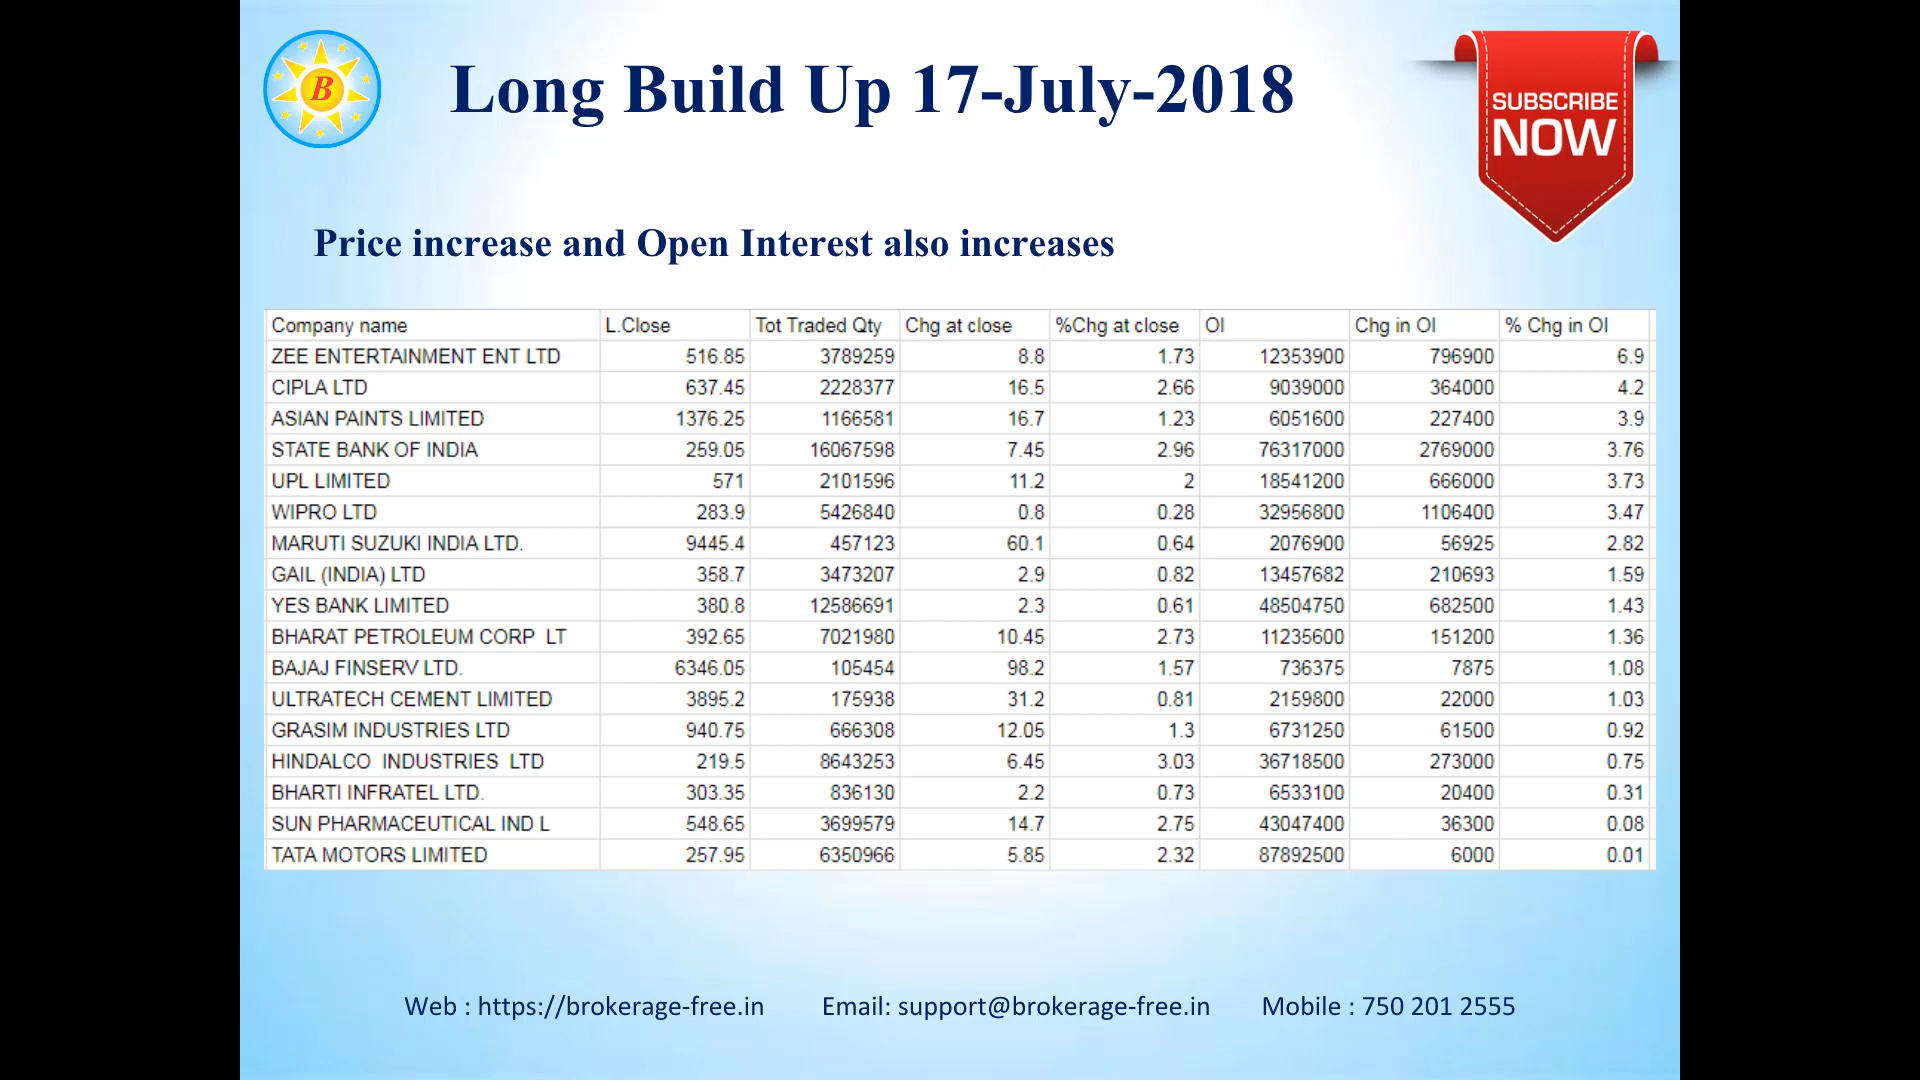 B
Long Build Up 17-July-2018
SUBSCRIBE
NOW
Price increase and Open Interest also increases
Company name L.Close Tot Traded Qty Chg at close %Chg at close OI Chg in OI % Chg in OI
ZEE ENTERTAINMENT ENT LTD 516.85 3789259 8.8 1.73 12353900 796900 6.9
CIPLA LTD 637.45 2228377 16.5 2.66 9039000 364000 4.2
ASIAN PAINTS LIMITED 1376.25 1166581 16.7 1.23 6051600 227400 3.9
STATE BANK OF INDIA 259.05 16067598 7.45 2.96 76317000 2769000 3.76
UPL LIMITED 571 2101596 11.2 2 18541200 666000 3.73
WIPRO LTD 283.9 5426840 0.8 0.28 32956800 1106400 3.47
MARUTI SUZUKI INDIA LTD. 9445.4 457123 60.1 0.64 2076900 56925 2.82
GAIL (INDIA) LTD 358.7 3473207 2.9 0.82 13457682 210693 1.59
YES BANK LIMITED 380.8 12586691 2.3 0.61 48504750 682500 1.43
BHARAT PETROLEUM CORP  LT 392.65 7021980 10.45 2.73 11235600 151200 1.36
BAJAJ FINSERV LTD. 6346.05 105454 98.2 1.57 736375 7875 1.08
ULTRATECH CEMENT LIMITED 3895.2 175938 31.2 0.81 2159800 22000 1.03
GRASIM INDUSTRIES LTD 940.75 666308 12.05 1.3 6731250 61500 0.92
HINDALCO  INDUSTRIES  LTD 219.5 8643253 6.45 3.03 36718500 273000 0.75
BHARTI INFRATEL LTD. 303.35 836130 2.2 0.73 6533100 20400 0.31
SUN PHARMACEUTICAL IND L 548.65 3699579 14.7 2.75 43047400 36300 0.08
TATA MOTORS LIMITED 257.95 6350966 5.85 2.32 87892500 6000 0.01
Web : https://brokerage-free.in Email: support@brokerage-free.in Mobile : 750 201 2555